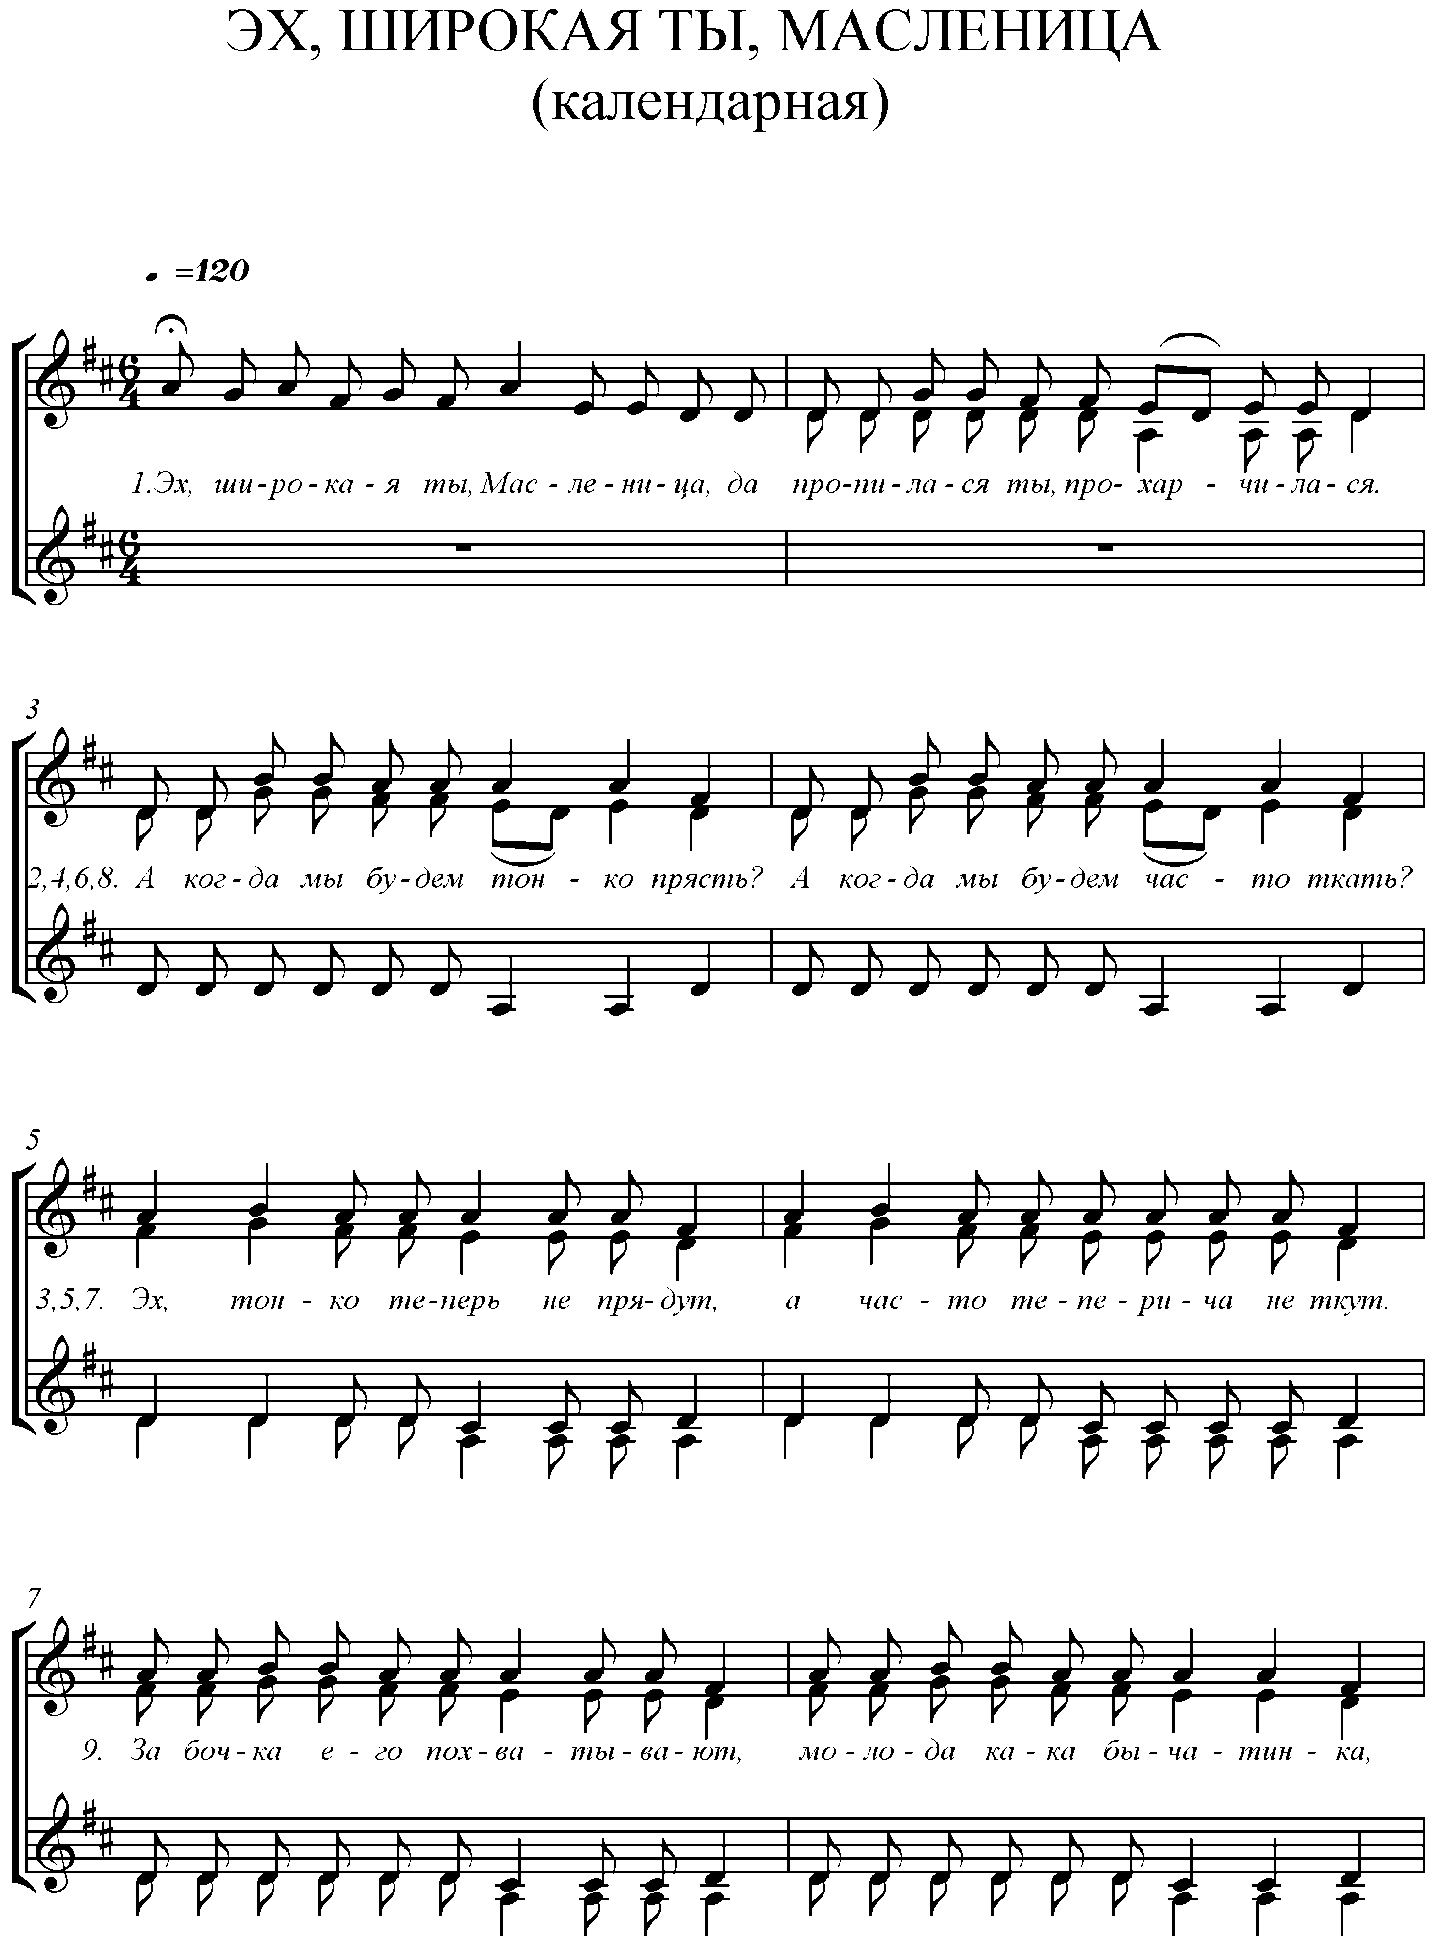 ЭХ, ШИРОКАЯ ТЫ, МАСЛЕНИЦА
(календарная)
=120
6
4
1.Эх, ши-ро-ка-я ты, Мас-ле-ни-ца, да про-пи-ла-ся ты, про-хар-чи-ла-ся.
6
4
3
2,4,6,8. А ког-да мы бу-дем тон-ко прясть? А ког-да мы бу-дем час-то ткать?
5
3,5,7. Эх, тон-ко те-перь не пря-дут, а час-то те-пе-ри-ча не ткут.
7
9. За боч-ка е-го пох-ва-ты-ва-ют, мо-ло-да ка-ка бы-ча-тин-ка,